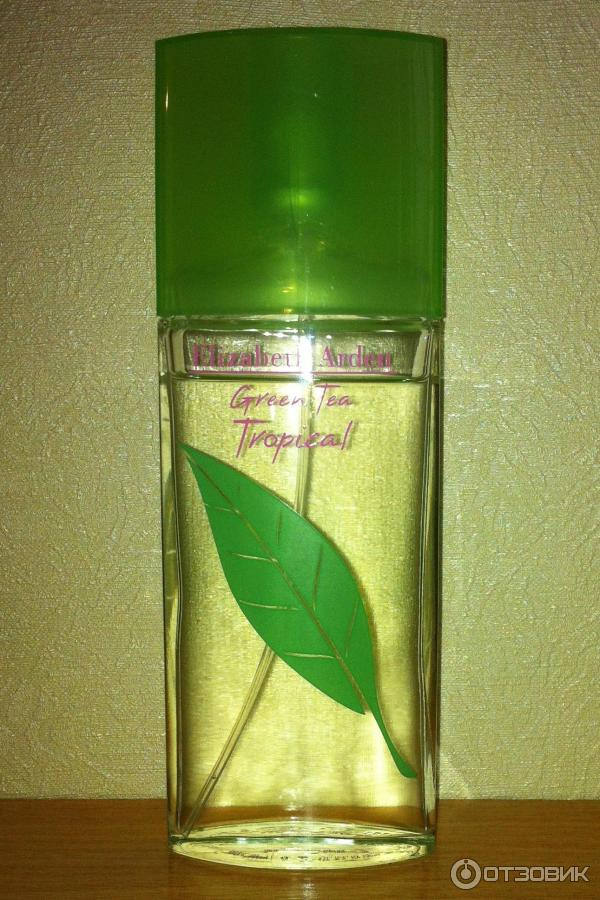 Elizabeth Arden
Green Tea
Tropical
ОТЗОВИК